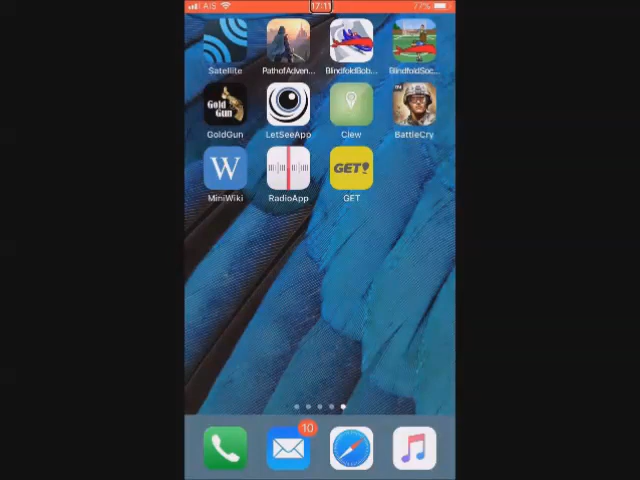 AIS 17:11 77%
Satellite PathofAdven... BlindfoldBob... BlindfoldSoc...
Gold Gun
GoldGun LetSeeApp Clew BattleCry
W GET!
MiniWiki RadioApp GET
10